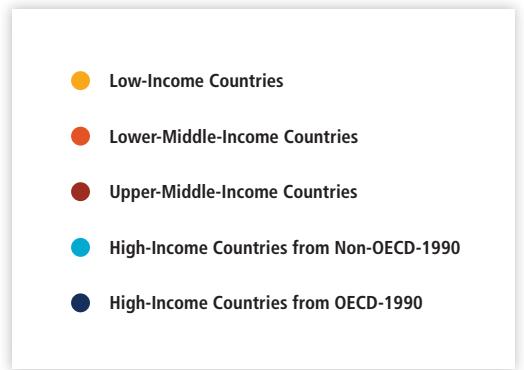 Low-Income Countries
Lower-Middle-Income Countries
Upper-Middle-Income Countries
High-Income Countries from Non-OECD-1990
High-Income Countries from OECD-1990